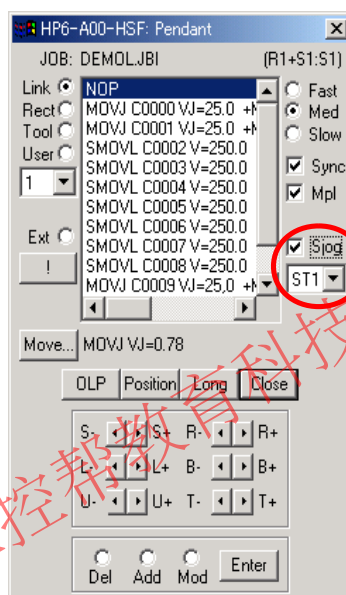 HP6-A00-HSF: Pendant
JOB: DEMOL.JBI (R1+S1:S1)
Link NOP Fast
Rect MOVJ C0000 VJ=25.0 Med
Tool MOVJ C0001 VJ=25.0 Slow
User SMOVL C0002 V=250.0
1 SMOVL C0003 V=250.0 Sync
SMOVL C0004 V=250.0 Mpl
SMOVL C0005 V=250.0
Ext SMOVL C0006 V=250.0
! SMOVL C0007 V=250.0 Sjog
SMOVL C0008 V=250.0 ST1
MOVJ C0009 VJ=25,0
Move... MOVJ VJ=0.78
OLP Position Long Close
S- S+ R- R+
L- L+ B- B+
U- U+ T- T+
Del Add Mod Enter
控帮教育科技